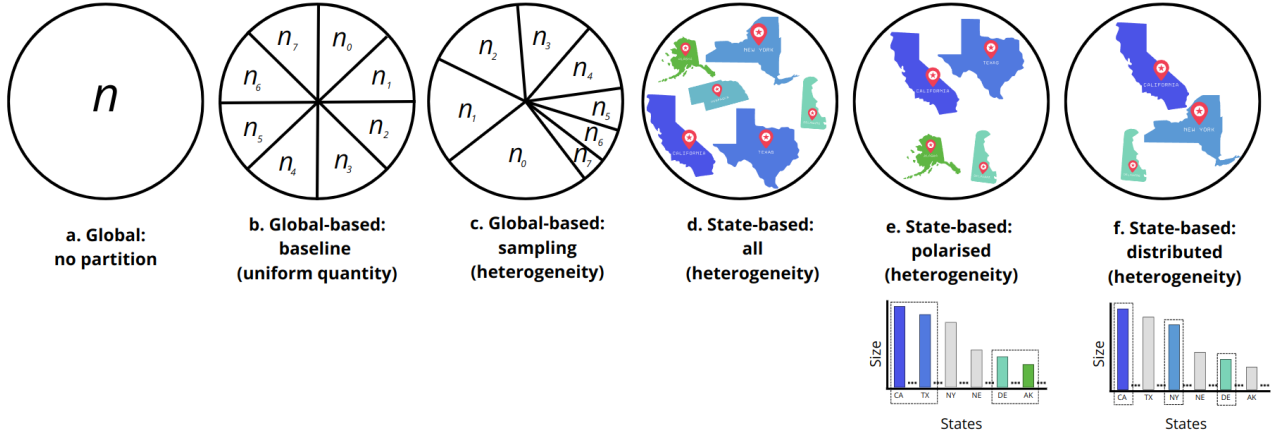 n
a. Global:
no partition
n0
n1
n2
n3
n4
n5
n6
n7
b. Global-based:
baseline
(uniform quantity)
n0
n1
n2
n3
n4
n5
n6
n7
c. Global-based:
sampling
(heterogeneity)
NEW YORK
CALIFORNIA
TEXAS
d. State-based:
all
(heterogeneity)
CALIFORNIA
TEXAS
e. State-based:
polarised
(heterogeneity)
Size
CA
TX
NY
NE
DE
AK
States
CALIFORNIA
NEW YORK
f. State-based:
distributed
(heterogeneity)
Size
CA
TX
NY
NE
DE
AK
States